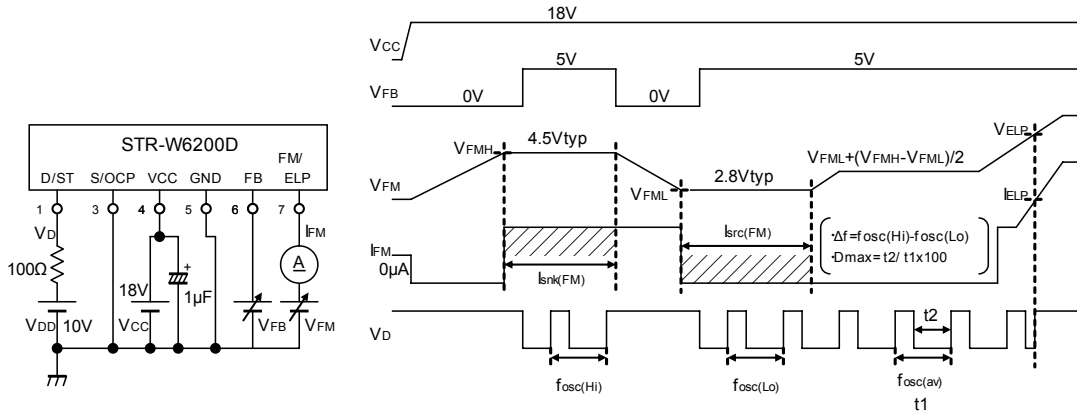 STR-W6200D
FM/
D/ST S/OCP VCC GND FB ELP
1 3 4 5 6 7
VD
IFM
100Ω
A
18V
1μF
VDD 10V
VCC
VFB
VFM
18V
VCC
5V
5V
VFB
0V
0V
VFMH
4.5Vtyp
VELP
VFML+(VFMH-VFML)/2
2.8Vtyp
VFM
VFML
IELP
Isrc(FM)
IFM
0μA
Isnk(FM)
·Δf=fosc(Hi)-fosc(Lo)
·Dmax=t2/ t1x100
t2
VD
fosc(Hi)
fosc(Lo)
fosc(av)
t1